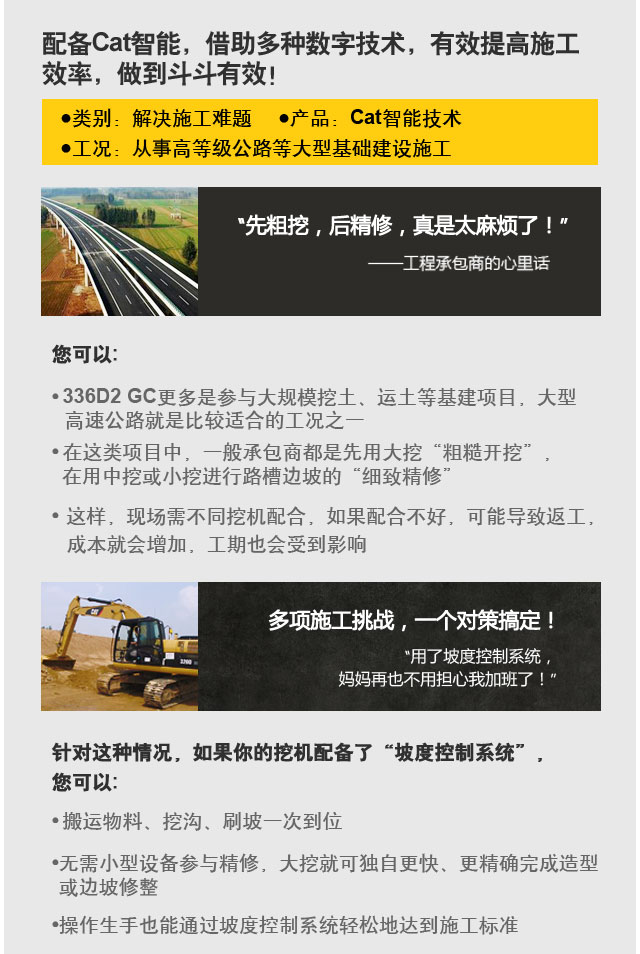 配备Cat智能，借助多种数字技术，有效提高施工
效率，做到斗斗有效！
●类别：解决施工难题 ●产品：Cat智能技术
●工况：从事高等级公路等大型基础建设施工
“先粗挖，后精修，真是太麻烦了！”
——工程承包商的心里话
您可以:
• 336D2 GC更多是参与大规模挖土、运土等基建项目，大型
高速公路就是比较适合的工况之一
• 在这类项目中，一般承包商都是先用大挖“粗糙开挖”，
在用中挖或小挖进行路槽边坡的“细致精修”
• 这样，现场需不同挖机配合，如果配合不好，可能导致返工，
成本就会增加，工期也会受到影响
CAT
多项施工挑战，一个对策搞定！
“用了坡度控制系统，
妈妈再也不用担心我加班了！”
针对这种情况，如果你的挖机配备了“坡度控制系统”，
您可以:
• 搬运物料、挖沟、刷坡一次到位
•无需小型设备参与精修，大挖就可独自更快、更精确完成造型
或边坡修整
•操作生手也能通过坡度控制系统轻松地达到施工标准